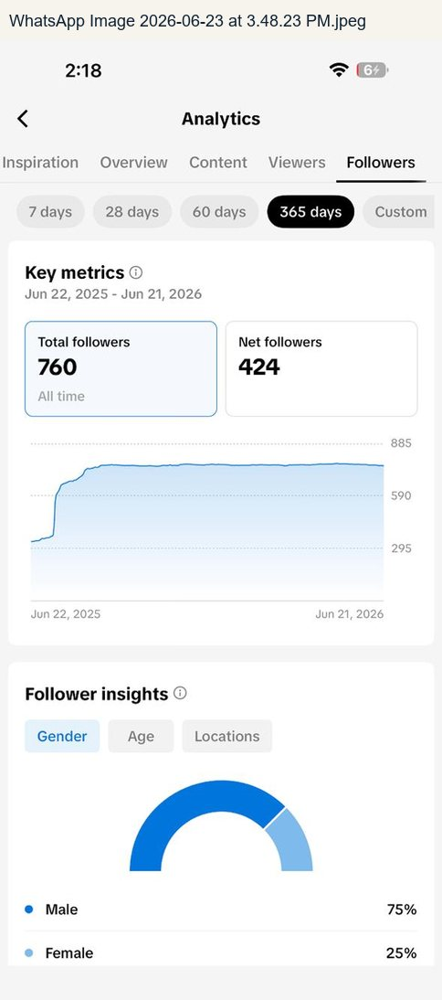 WhatsApp Image 2026-06-23 at 3.48.23 PM.jpeg
2:18
6
Analytics
Inspiration Overview Content Viewers Followers
7 days 28 days 60 days 365 days Custom
Key metrics
Jun 22, 2025 - Jun 21, 2026
Total followers
760
All time
Net followers
424
885
590
295
Jun 22, 2025 Jun 21, 2026
Follower insights
Gender Age Locations
Male 75%
Female 25%